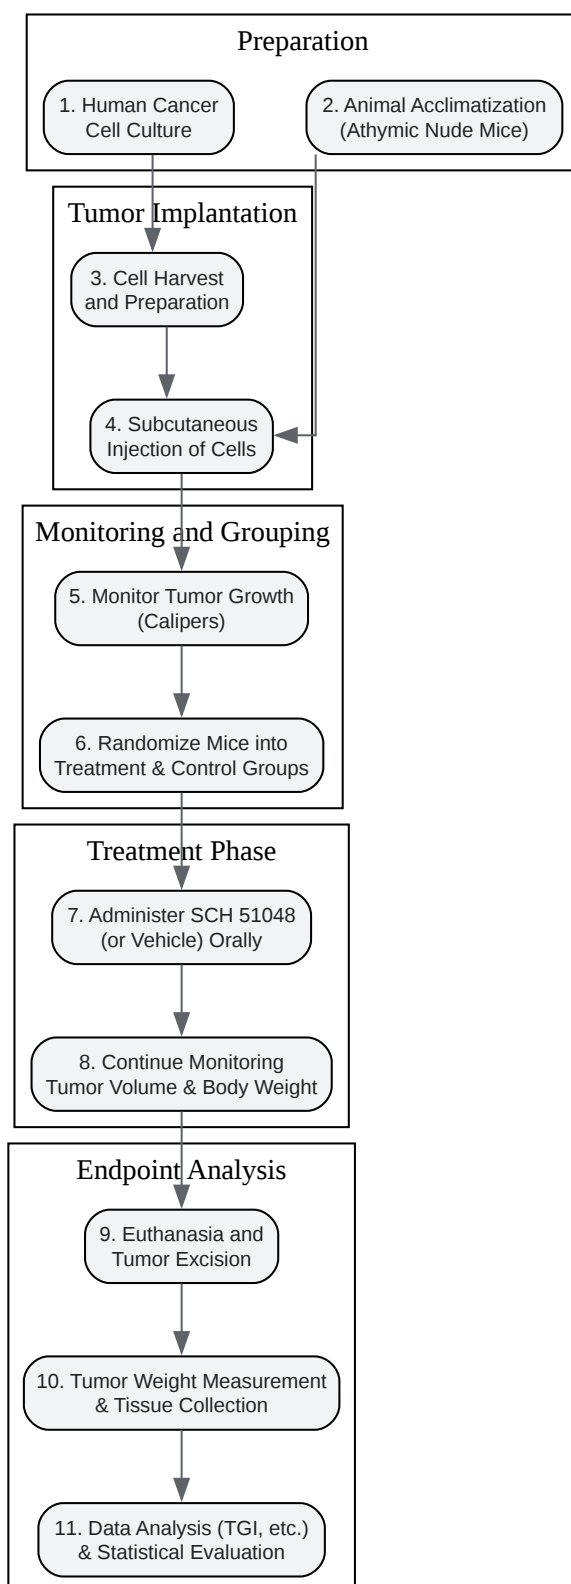 Preparation
1. Human Cancer
Cell Culture
2. Animal Acclimatization
(Athymic Nude Mice)
Tumor Implantation
3. Cell Harvest
and Preparation
4. Subcutaneous
Injection of Cells
Monitoring and Grouping
5. Monitor Tumor Growth
(Calipers)
6. Randomize Mice into
Treatment & Control Groups
Treatment Phase
7. Administer SCH 51048
(or Vehicle) Orally
8. Continue Monitoring
Tumor Volume & Body Weight
Endpoint Analysis
9. Euthanasia and
Tumor Excision
10. Tumor Weight Measurement
& Tissue Collection
11. Data Analysis (TGI, etc.)
& Statistical Evaluation